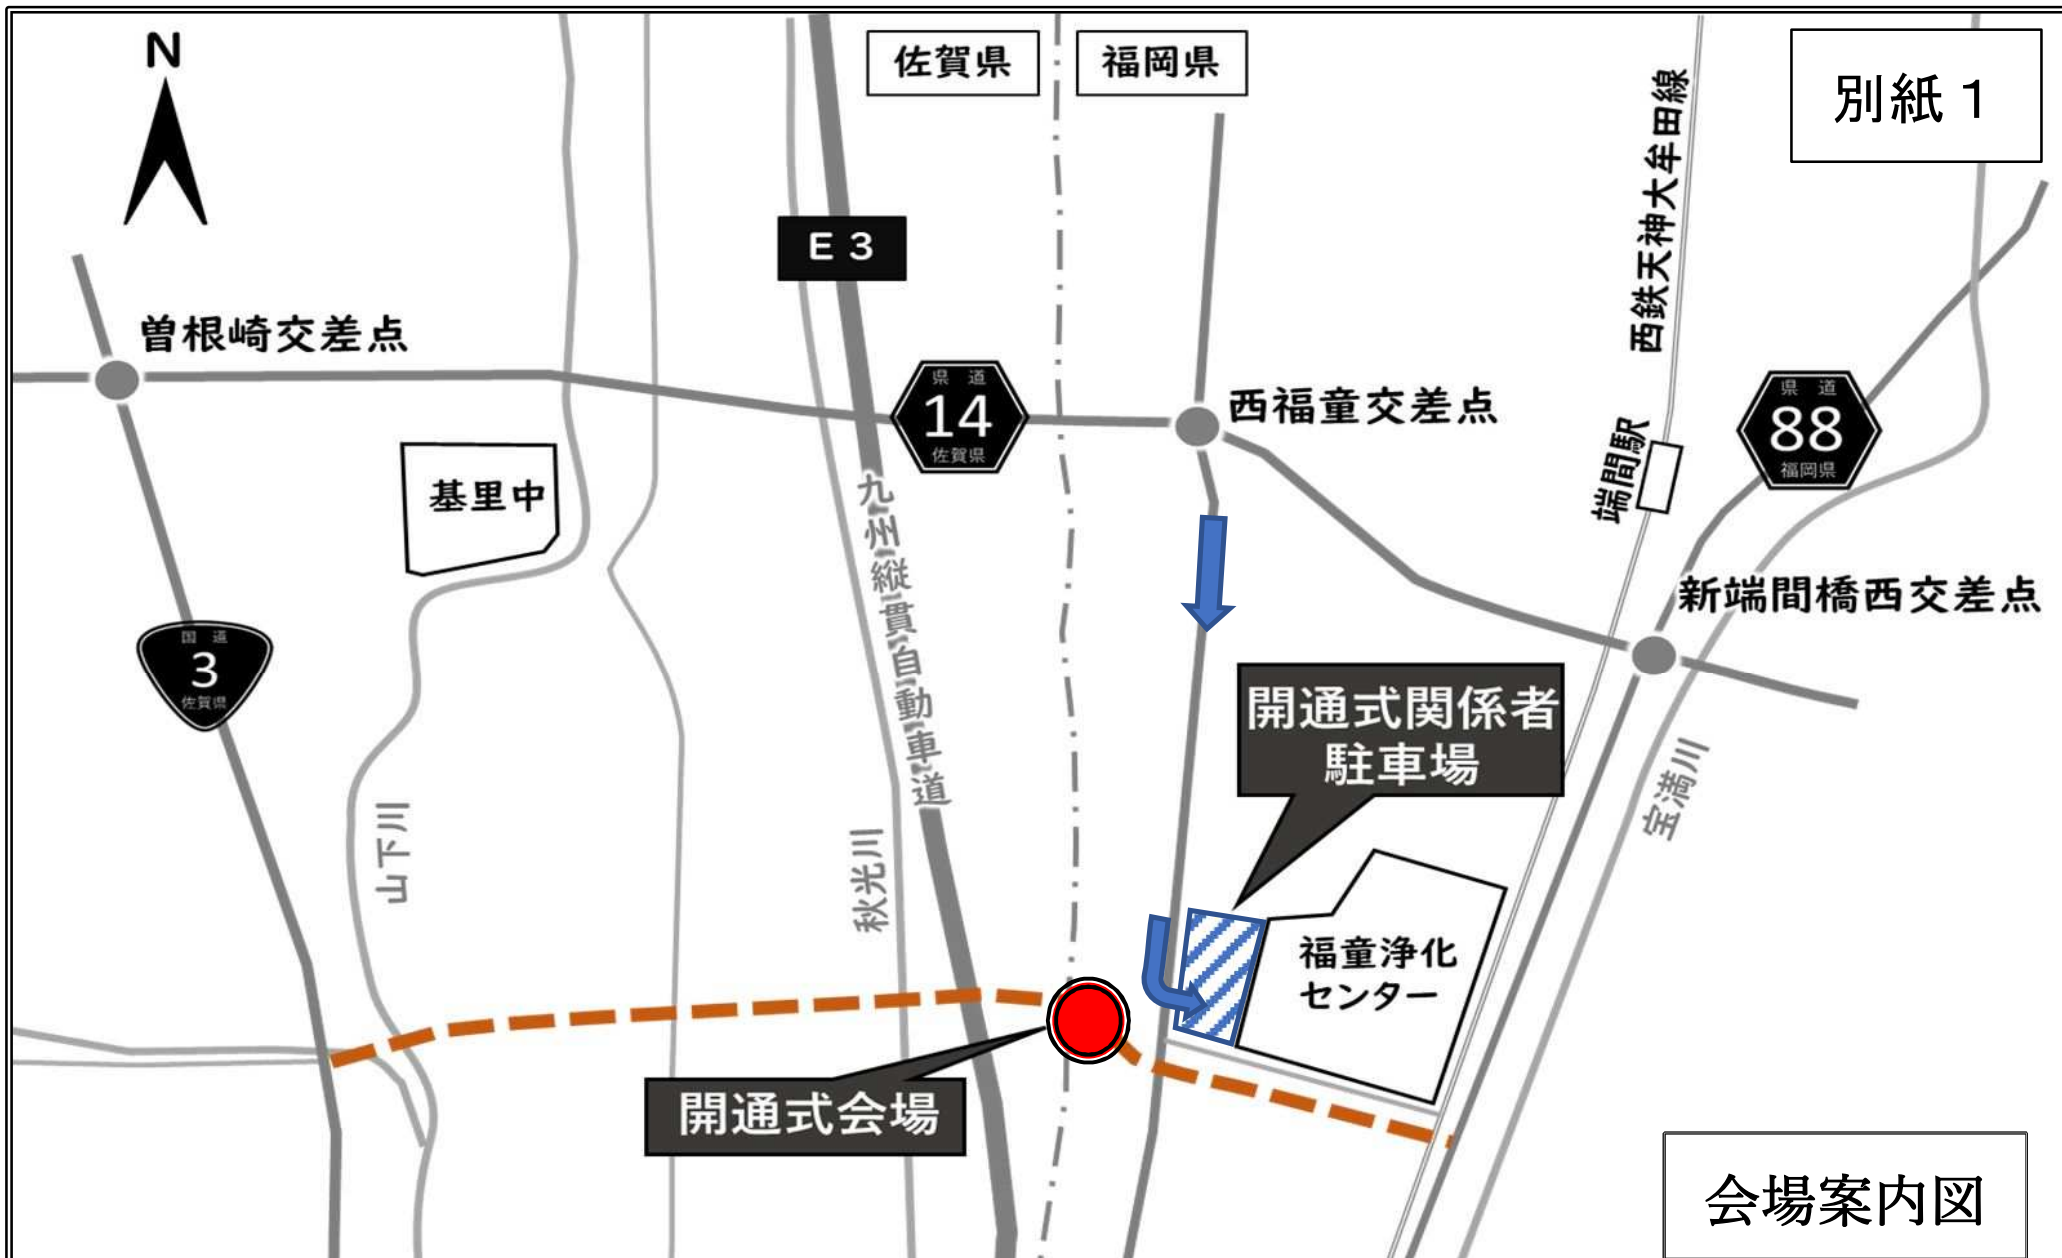 N
佐賀県
福岡県
別紙1
西鉄天神大牟田線
E 3
曽根崎交差点
県 道
14
佐賀県
西福童交差点
県 道
88
福岡県
端間駅
基里中
九州縦貫自動車道
新端間橋西交差点
国 道
3
佐賀県
開通式関係者
駐車場
宝満川
山下川
秋光川
福童浄化
センター
開通式会場
会場案内図